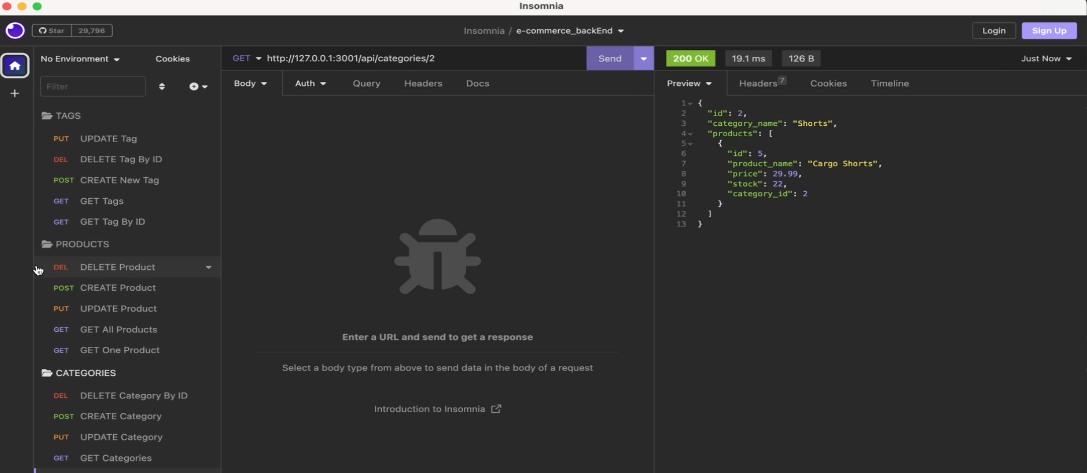 Insomnia
Star 29,796
Insomnia / e-commerce_backEnd
Login
Sign Up
No Environment
Cookies
Filter
TAGS
PUT UPDATE Tag
DEL DELETE Tag By ID
POST CREATE New Tag
GET GET Tags
GET GET Tag By ID
PRODUCTS
DEL DELETE Product
POST CREATE Product
PUT UPDATE Product
GET GET All Products
GET GET One Product
CATEGORIES
DEL DELETE Category By ID
POST CREATE Category
PUT UPDATE Category
GET GET Categories
GET http://127.0.0.1:3001/api/categories/2
Send
Body Auth Query Headers Docs
Enter a URL and send to get a response
Select a body type from above to send data in the body of a request
Introduction to Insomnia
200 OK 19.1 ms 126 B Just Now
Preview Headers 7 Cookies Timeline
1 {
2 "id": 2,
3 "category_name": "Shorts",
4 "products": [
5 {
6 "id": 5,
7 "product_name": "Cargo Shorts",
8 "price": 29.99,
9 "stock": 22,
10 "category_id": 2
11 }
12 ]
13 }